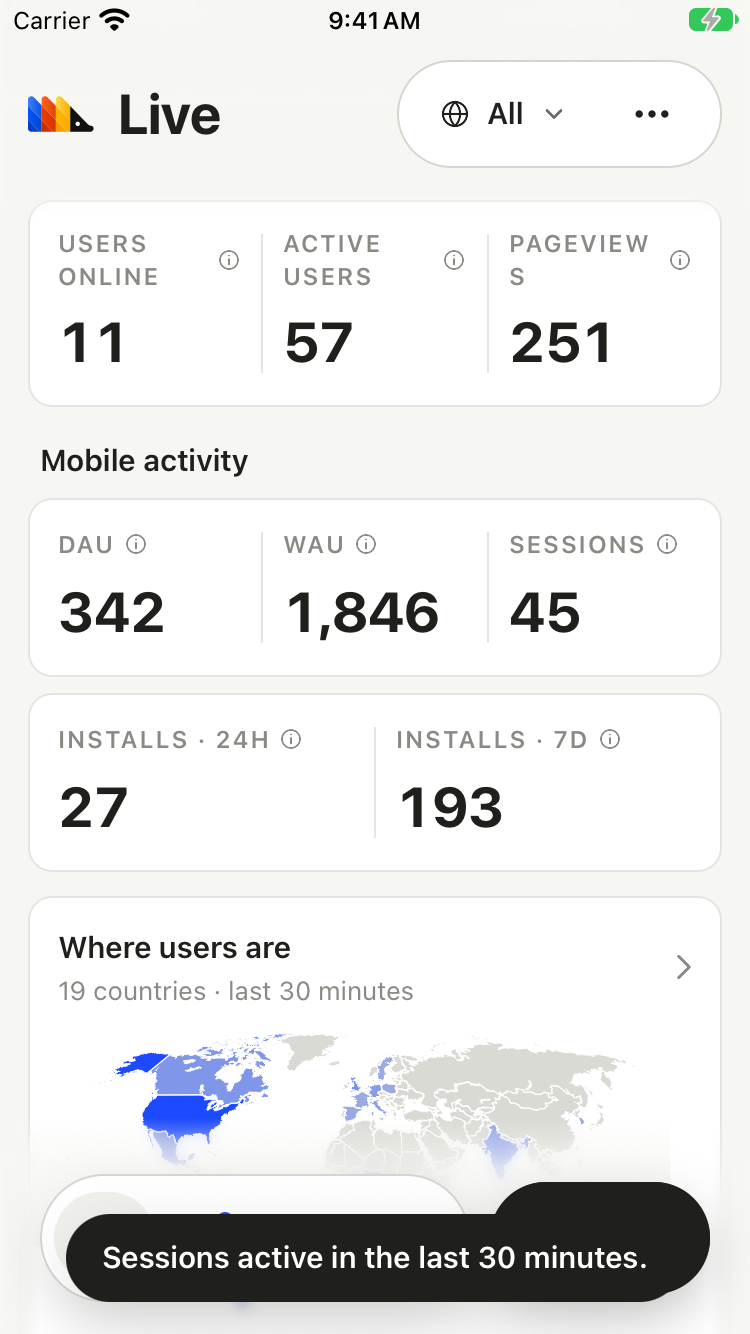 Carrier 9:41 AM
Live
All
USERS ONLINE
ACTIVE USERS
PAGEVIEW
S
11
57
251
Mobile activity
DAU
WAU
SESSIONS
342
1,846
45
INSTALLS · 24H
INSTALLS · 7D
27
193
Where users are
19 countries · last 30 minutes
Sessions active in the last 30 minutes.